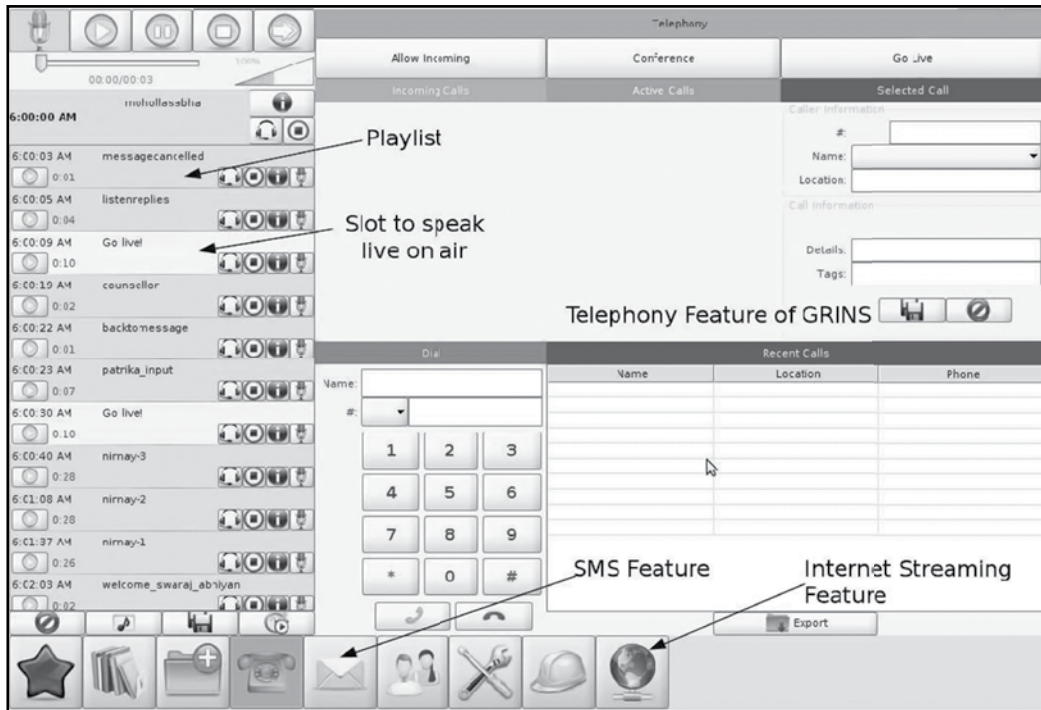 Telephony
Allow Incoming
Conference
Go Live
Incoming Calls
Active Calls
Selected Call
100%
00:00/00:03
mohullasabha
6:00:00 AM
6:00:03 AM messagecancelled
0:01
6:00:05 AM listenreplies
0:04
6:00:09 AM Go live!
0:10
6:00:19 AM counsellor
0:02
6:00:22 AM backtomessage
0:01
6:00:23 AM patrika_input
0:07
6:00:30 AM Go live!
0:10
6:00:40 AM nirnay-3
0:28
6:01:08 AM nirnay-2
0:28
6:01:37 AM nirnay-1
0:26
6:02:03 AM welcome_swaraj_abhiyan
0:02
Playlist
Slot to speak
live on air
Caller Information
#:
Name:
Location:
Call Information
Details:
Tags:
Telephony Feature of GRINS
Dial
Name:
#:
1 2 3
4 5 6
7 8 9
* 0 #
Recent Calls
Name Location Phone
SMS Feature
Internet Streaming
Feature
Export